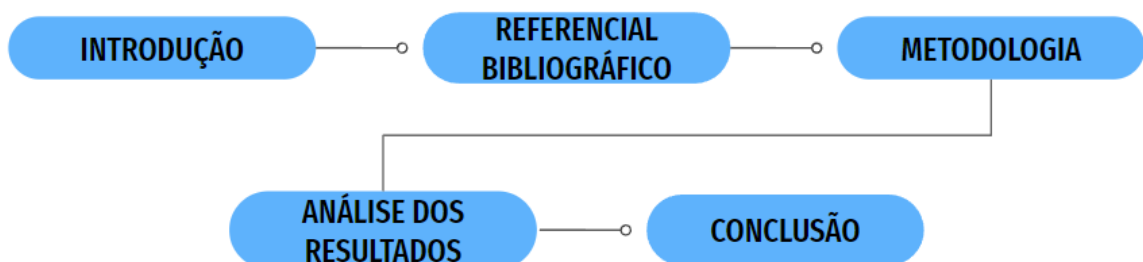 INTRODUÇÃO
REFERENCIAL
BIBLIOGRÁFICO
METODOLOGIA
ANÁLISE DOS
RESULTADOS
CONCLUSÃO